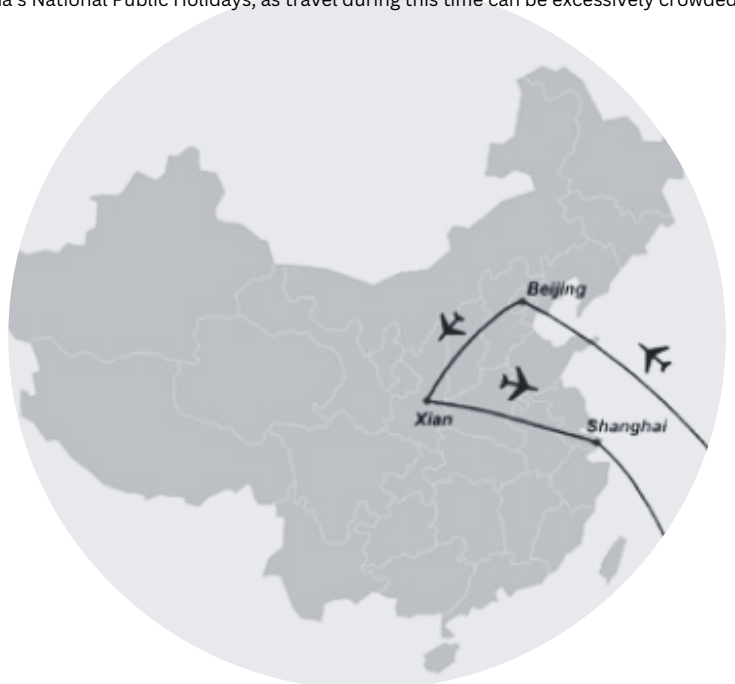 a's National Public Holidays, as travel during this time can be excessively crowded
Beijing
Xian
Shanghai